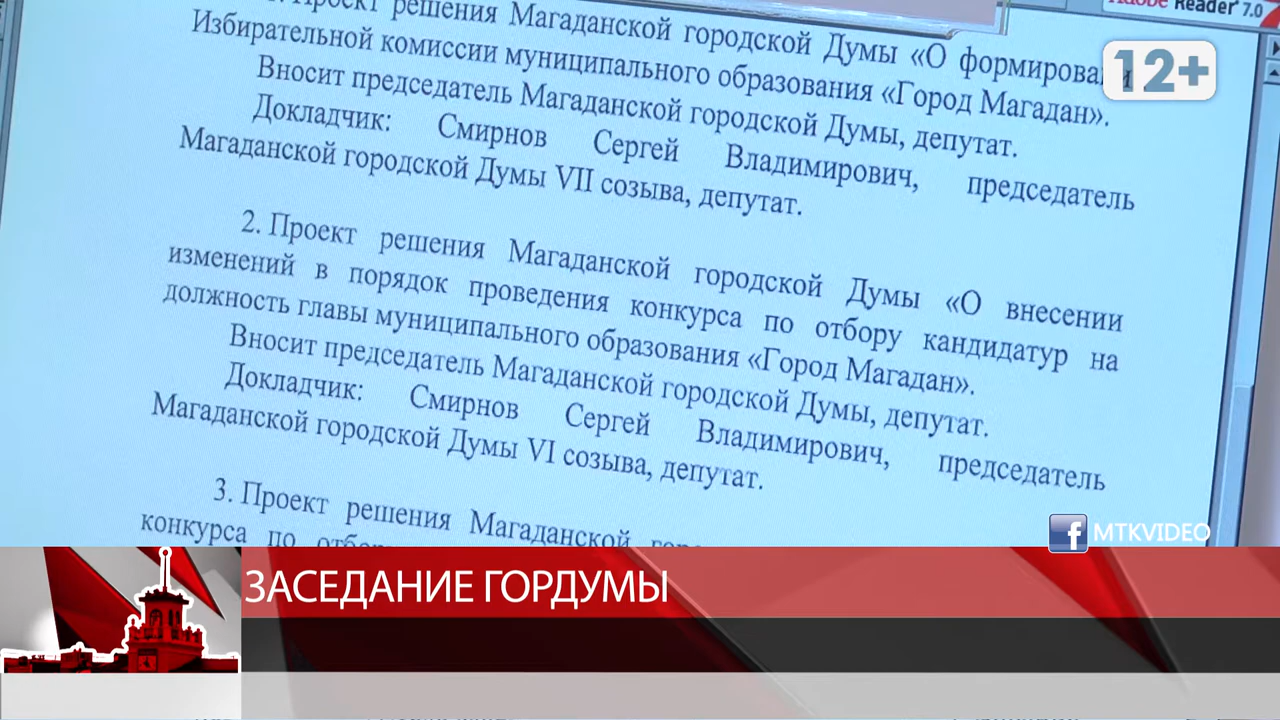 Проект решения Магаданской городской Думы «О формировании
Избирательной комиссии муниципального образования «Город Магадан».
Вносит председатель Магаданской городской Думы, депутат.
Докладчик: Смирнов Сергей Владимирович, председатель
Магаданской городской Думы VII созыва, депутат.
2. Проект решения Магаданской городской Думы «О внесении
изменений в порядок проведения конкурса по отбору кандидатур на
должность главы муниципального образования «Город Магадан».
Вносит председатель Магаданской городской Думы, депутат.
Докладчик: Смирнов Сергей Владимирович, председатель
Магаданской городской Думы VI созыва, депутат.
3. Проект решения Магаданской
конкурса по
Adobe Reader 7.0
12+
f MTKVIDEO
ЗАСЕДАНИЕ ГОРДУМЫ